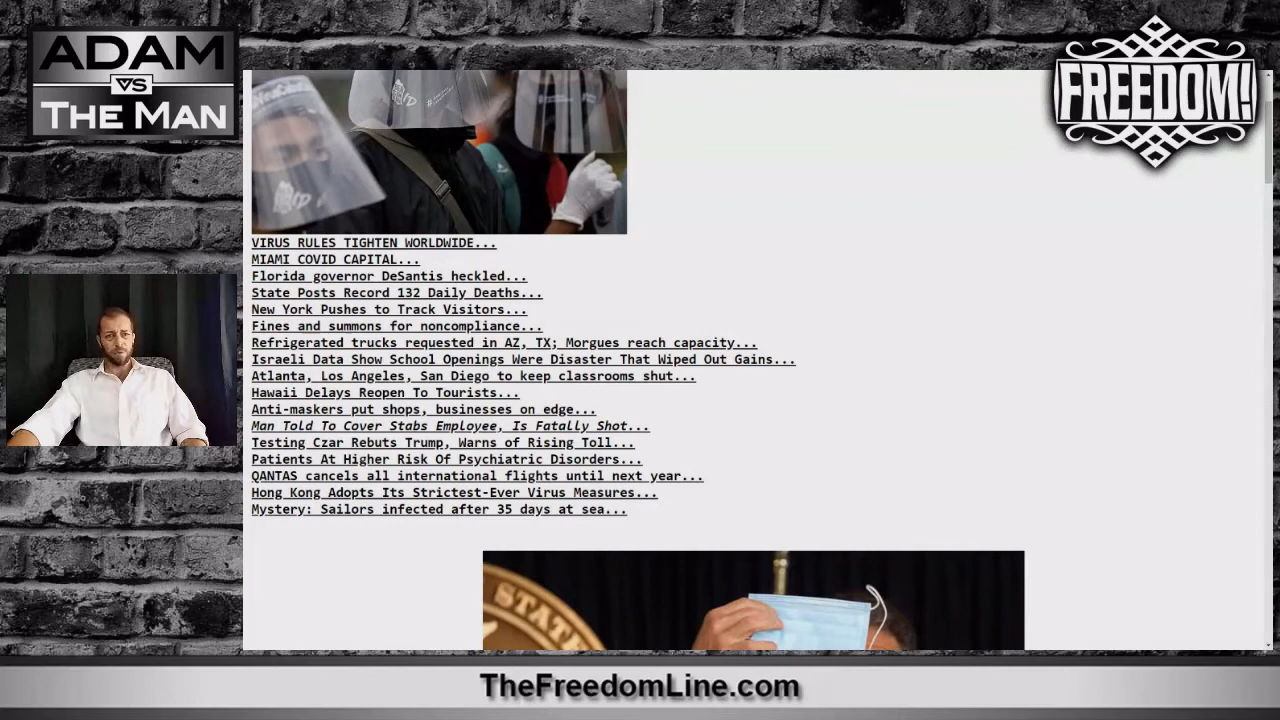 ADAM
VS
THE MAN
FREEDOM!
VIRUS RULES TIGHTEN WORLDWIDE...
MIAMI COVID CAPITAL...
Florida governor DeSantis heckled...
State Posts Record 132 Daily Deaths...
New York Pushes to Track Visitors...
Fines and summons for noncompliance...
Refrigerated trucks requested in AZ, TX; Morgues reach capacity...
Israeli Data Show School Openings Were Disaster That Wiped Out Gains...
Atlanta, Los Angeles, San Diego to keep classrooms shut...
Hawaii Delays Reopen To Tourists...
Anti-maskers put shops, businesses on edge...
Man Told To Cover Stabs Employee, Is Fatally Shot...
Testing Czar Rebuts Trump, Warns of Rising Toll...
Patients At Higher Risk Of Psychiatric Disorders...
QANTAS cancels all international flights until next year...
Hong Kong Adopts Its Strictest-Ever Virus Measures...
Mystery: Sailors infected after 35 days at sea...
STAT
TheFreedomLine.com